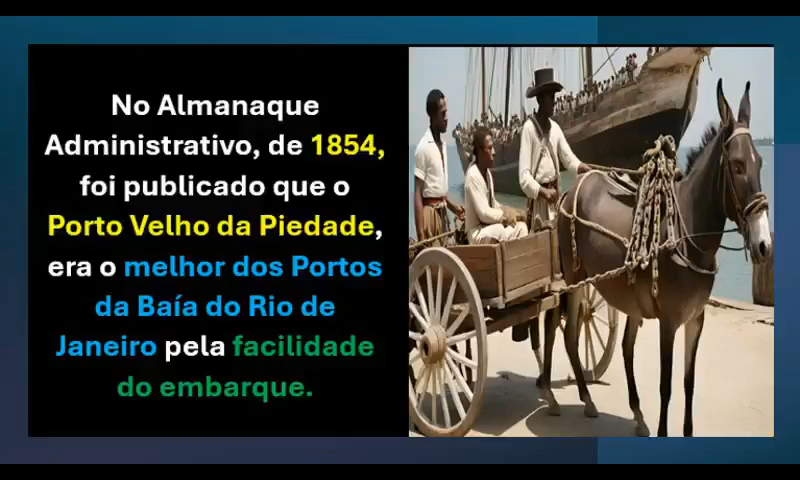 No Almanaque
Administrativo, de 1854,
foi publicado que o
Porto Velho da Piedade,
era o melhor dos Portos
da Baía do Rio de
Janeiro pela facilidade
do embarque.